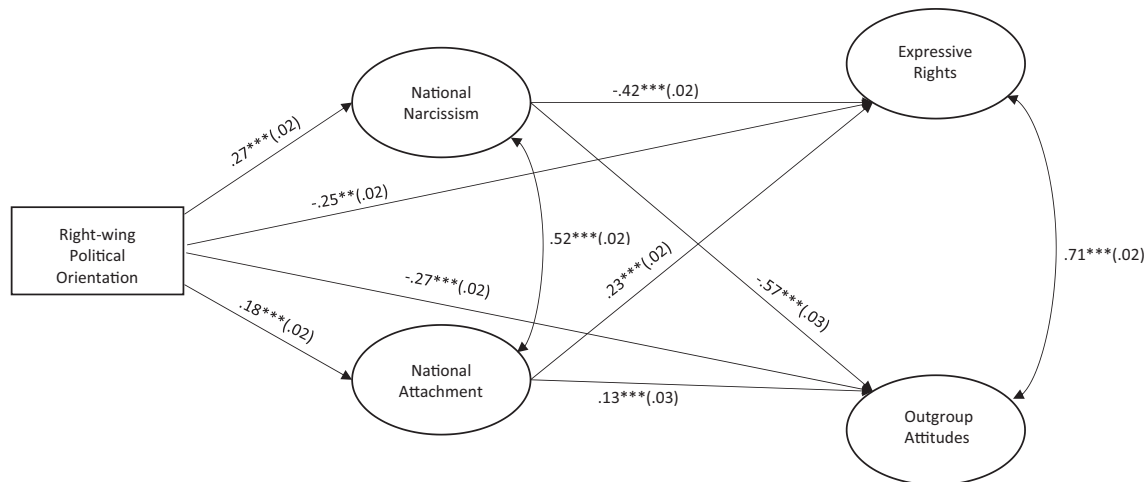 Expressive
Rights
National
Narcissism
-.42***(.02)
.27***(.02)
-.25**(.02)
Right-wing
Political
Orientation
.52***(.02)
.23***(.02)
.71***(.02)
-.27***(.02)
-.57***(.03)
.18***(.02)
National
Attachment
.13***(.03)
Outgroup
Attitudes